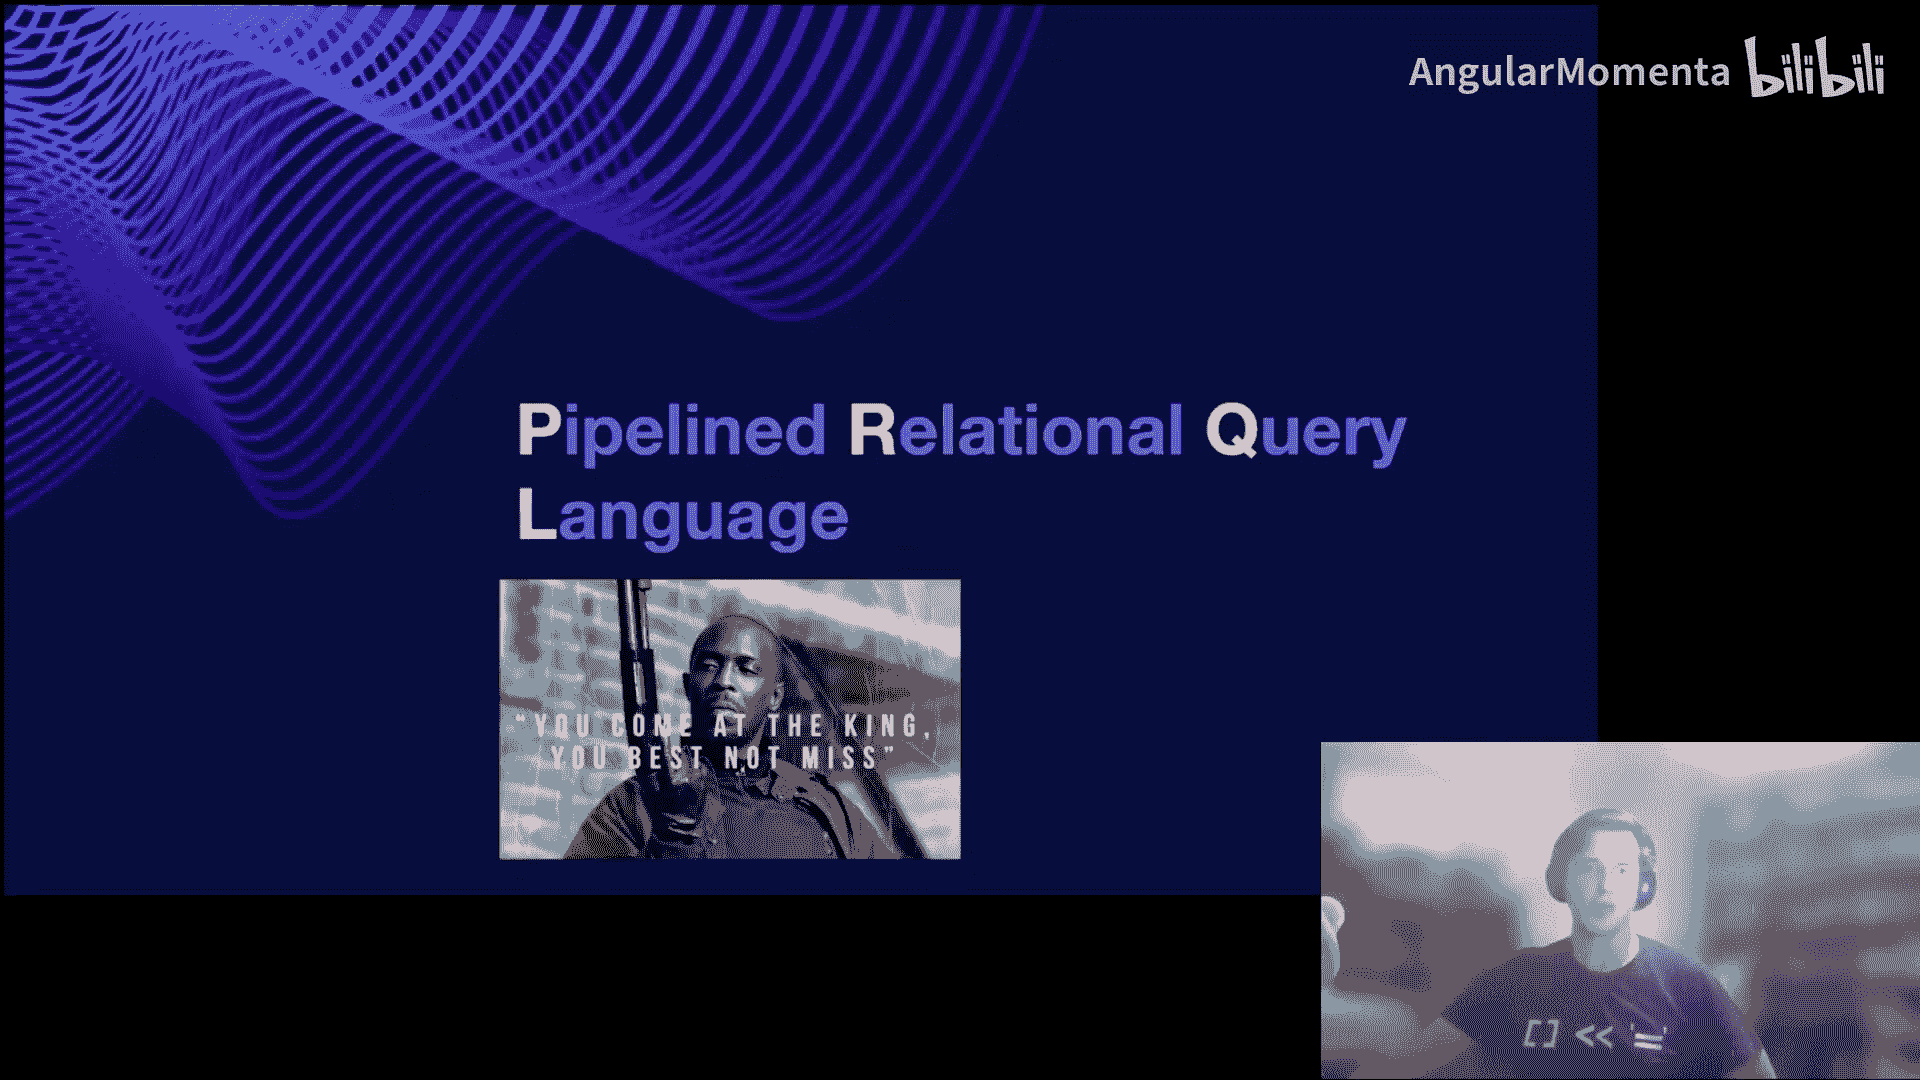 AngularMomenta bilibili
Pipelined Relational Query
Language
“YOU COME AT THE KING,
YOU BEST NOT MISS”
[] <<